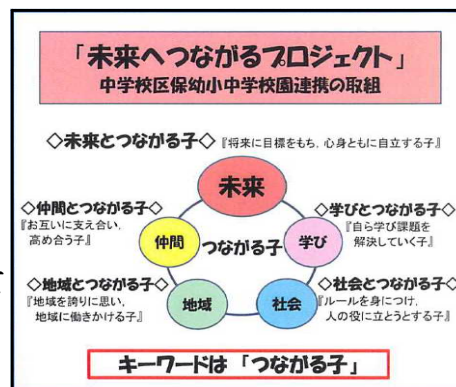 「未来へつながるプロジェクト」
中学校区保幼小中学校園連携の取組
◇未来とつながる子◇『将来に目標をもち、心身ともに自立する子』
未来
◇仲間とつながる子◇
『お互いに支え合い、
高め合う子』
仲間
つながる子
学び
◇学びとつながる子◇
『自ら学び課題を
解決していく子』
◇地域とつながる子◇
『地域を誇りに思い、
地域に働きかける子』
地域
社会
◇社会とつながる子◇
『ルールを身につけ、
人の役に立とうとする子』
キーワードは「つながる子」